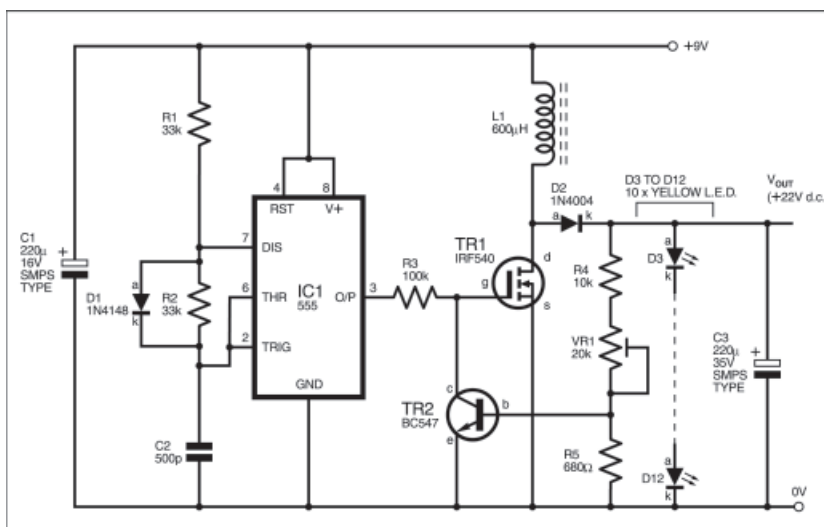 +9V
R1
33k
L1
600μH
4
8
RST
V+
D2
1N4004
a
k
D3 TO D12
10 x YELLOW L.E.D.
VOUT
(+22V d.c.
C1
220μ
16V
SMPS
TYPE
+
7
DIS
TR1
IRF540
d
g
s
R3
100k
R4
10k
a
D3
k
D1
1N4148
a
k
R2
33k
6
THR
IC1
555
O/P
3
2
TRIG
VR1
20k
C3
220μ
35V
SMPS
TYPE
+
GND
TR2
BC547
c
b
e
C2
500p
R5
680Ω
a
D12
k
0V